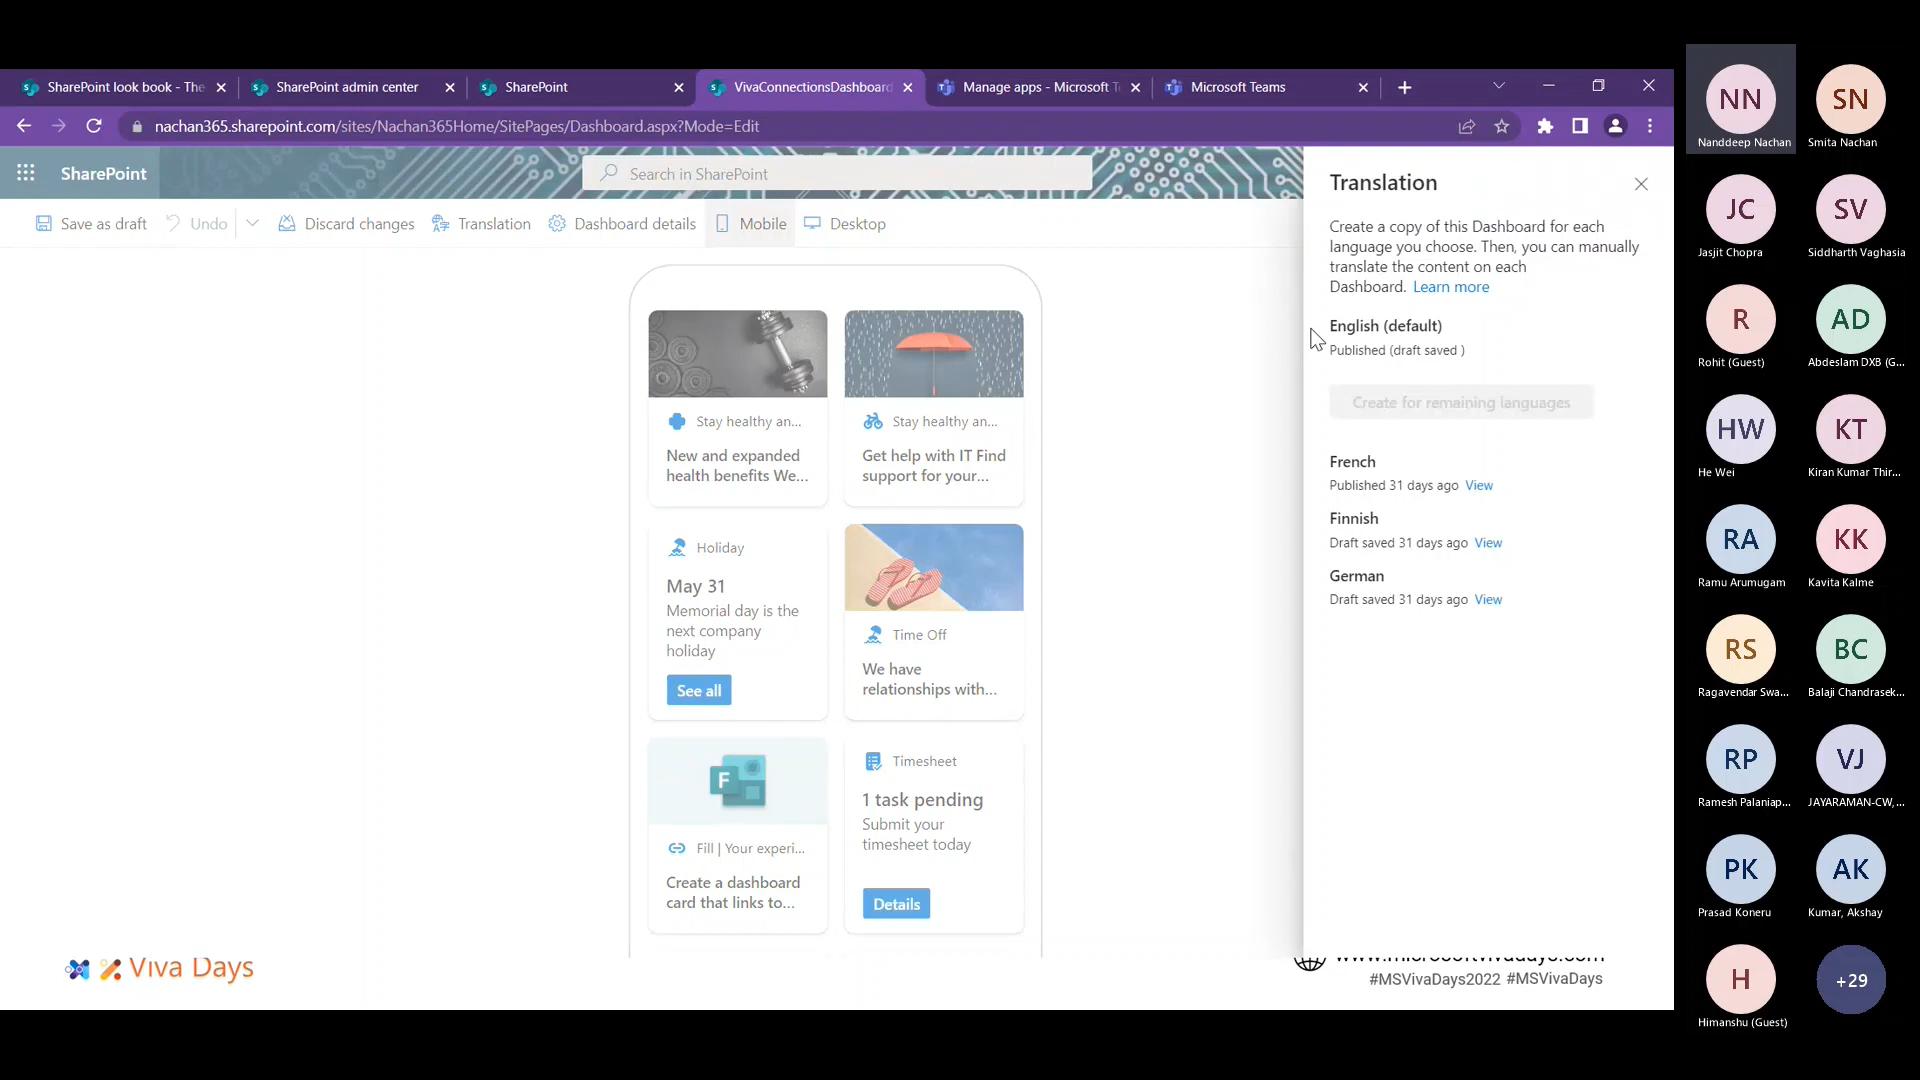 SharePoint look book - The
SharePoint admin center
SharePoint
VivaConnectionsDashboard
Manage apps - Microsoft T
Microsoft Teams
nachan365.sharepoint.com/sites/Nachan365Home/SitePages/Dashboard.aspx?Mode=Edit
SharePoint
Search in SharePoint
Save as draft
Undo
Discard changes
Translation
Dashboard details
Mobile
Desktop
Stay healthy an...
New and expanded
health benefits We...
Stay healthy an...
Get help with IT Find
support for your...
Holiday
May 31
Memorial day is the
next company
holiday
See all
Time Off
We have
relationships with...
F
Fill | Your experi...
Create a dashboard
card that links to...
Timesheet
1 task pending
Submit your
timesheet today
Details
Translation
Create a copy of this Dashboard for each
language you choose. Then, you can manually
translate the content on each
Dashboard. Learn more
English (default)
Published (draft saved )
Create for remaining languages
French
Published 31 days ago View
Finnish
Draft saved 31 days ago View
German
Draft saved 31 days ago View
Viva Days
www.microsoftvivadays.com
#MSVivaDays2022 #MSVivaDays
NN
Nanddeep Nachan
SN
Smita Nachan
JC
Jasjit Chopra
SV
Siddharth Vaghasia
R
Rohit (Guest)
AD
Abdeslam DXB (G...
HW
He Wei
KT
Kiran Kumar Thir...
RA
Ramu Arumugam
KK
Kavita Kalme
RS
Ragavendar Swa...
BC
Balaji Chandrasek...
RP
Ramesh Palaniap...
VJ
JAYARAMAN-CW,...
PK
Prasad Koneru
AK
Kumar, Akshay
H
Himanshu (Guest)
+29